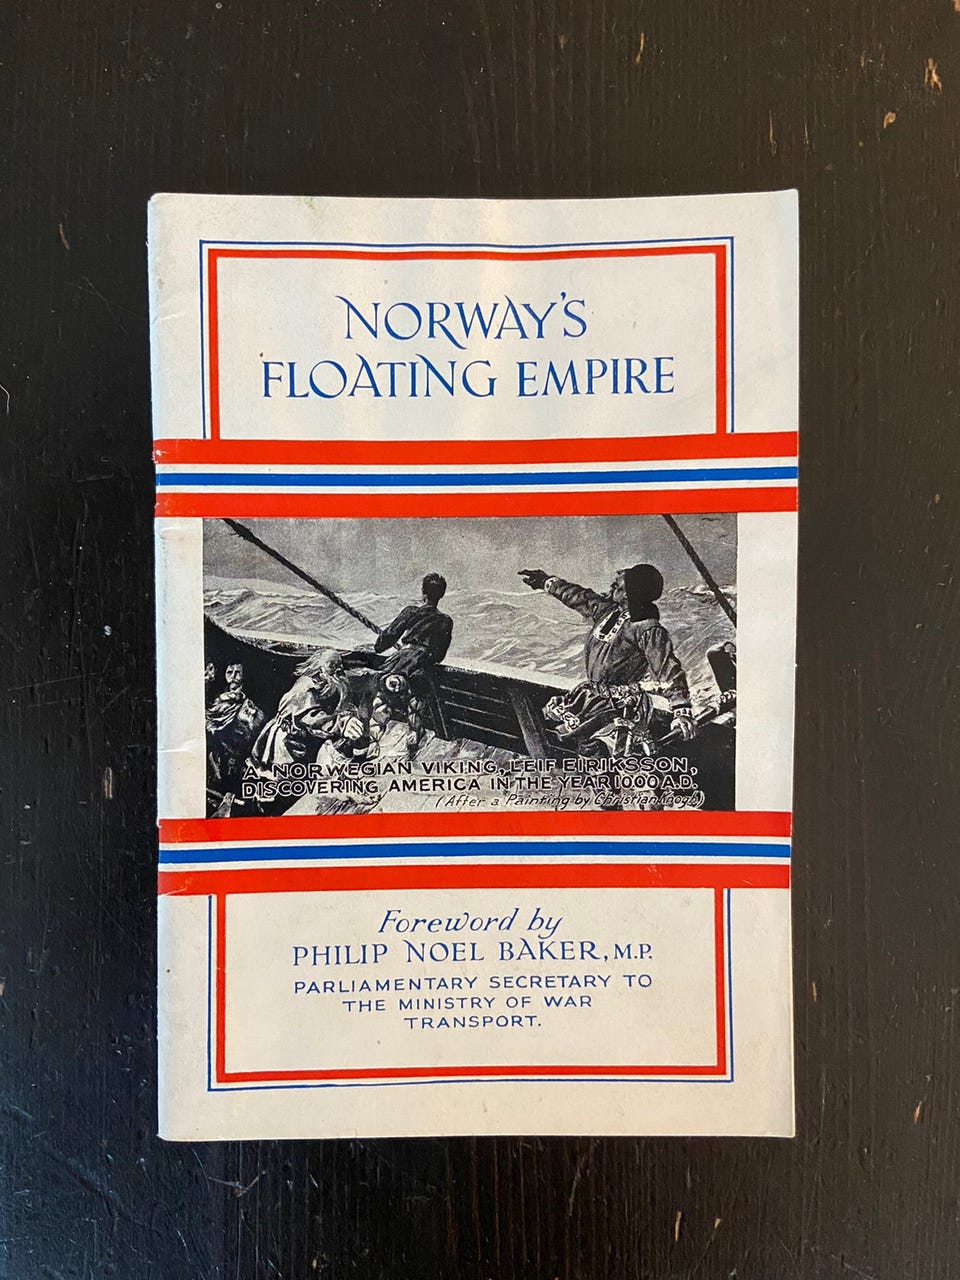 NORWAY'S
FLOATING EMPIRE
A NORWEGIAN VIKING, LEIF EIRIKSSON,
DISCOVERING AMERICA IN THE YEAR 1000 A.D.
(After a Painting by Christian Krogh)
Foreword by
PHILIP NOEL BAKER, M.P.
PARLIAMENTARY SECRETARY TO
THE MINISTRY OF WAR
TRANSPORT.